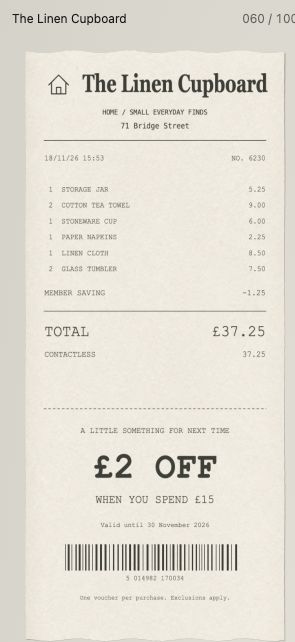 The Linen Cupboard 060 / 100
The Linen Cupboard
HOME / SMALL EVERYDAY FINDS
71 Bridge Street
18/11/26 15:53 NO. 6230
1 STORAGE JAR 5.25
2 COTTON TEA TOWEL 9.00
1 STONEWARE CUP 6.00
1 PAPER NAPKINS 2.25
1 LINEN CLOTH 8.50
2 GLASS TUMBLER 7.50
MEMBER SAVING -1.25
TOTAL £37.25
CONTACTLESS 37.25
A LITTLE SOMETHING FOR NEXT TIME
£2 OFF
WHEN YOU SPEND £15
Valid until 30 November 2026
5 014982 170034
One voucher per purchase. Exclusions apply.